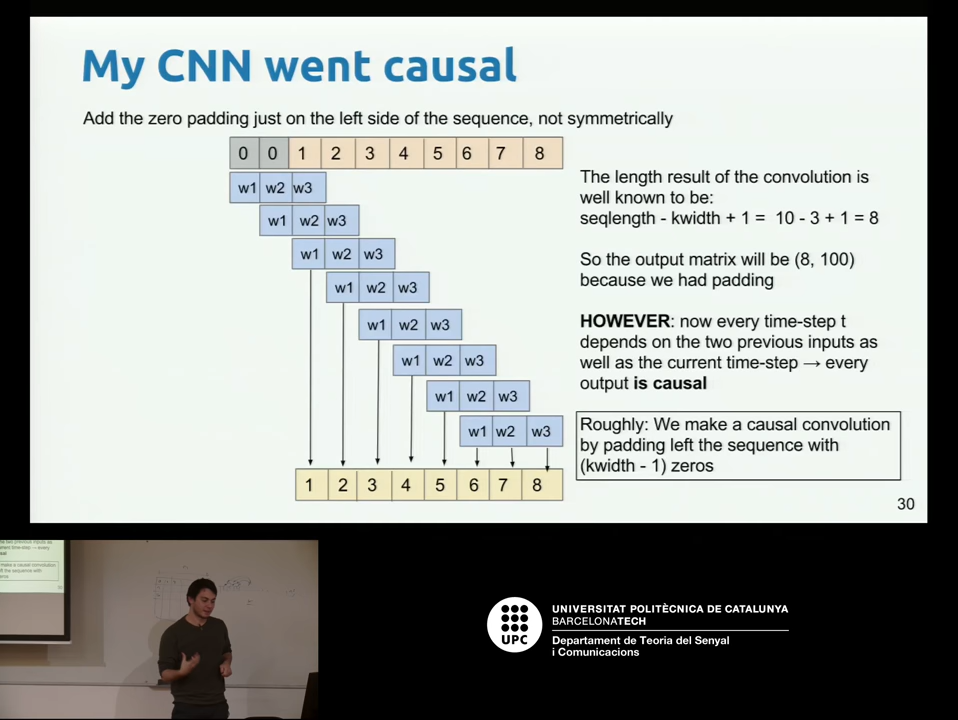 My CNN went causal
Add the zero padding just on the left side of the sequence, not symmetrically
0 0 1 2 3 4 5 6 7 8
w1 w2 w3
w1 w2 w3
w1 w2 w3
w1 w2 w3
w1 w2 w3
w1 w2 w3
w1 w2 w3
w1 w2 w3
1 2 3 4 5 6 7 8
The length result of the convolution is
well known to be:
seqlength - kwidth + 1 = 10 - 3 + 1 = 8
So the output matrix will be (8, 100)
because we had padding
HOWEVER: now every time-step t
depends on the two previous inputs as
well as the current time-step → every
output is causal
Roughly: We make a causal convolution
by padding left the sequence with
(kwidth - 1) zeros
30
UPC
UNIVERSITAT POLITÈCNICA DE CATALUNYA
BARCELONATECH
Departament de Teoria del Senyal
i Comunicacions